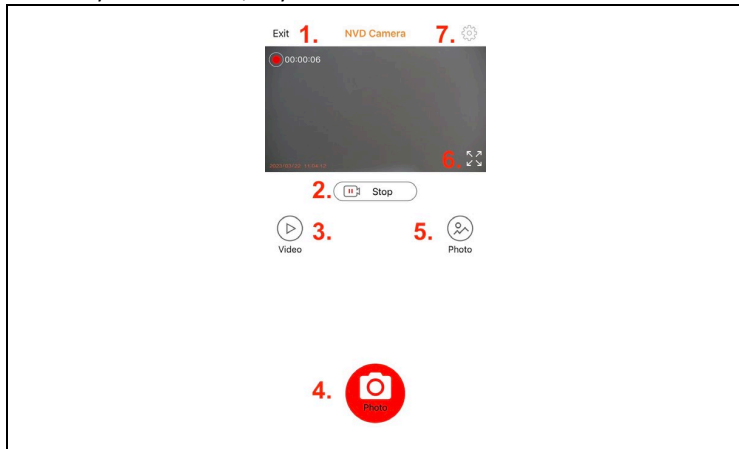 Exit 1. NVD Camera 7.
00:00:06
6.
2. Stop
3. 5.
Video Photo
4.
Photo